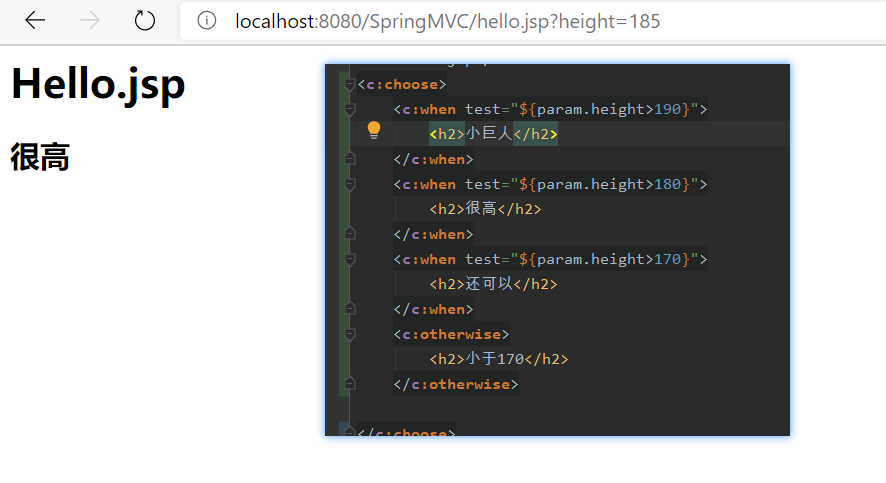 localhost:8080/SpringMVC/hello.jsp?height=185
Hello.jsp
很高
<c:choose>
<c:when test="${param.height>190}">
<h2>小巨人</h2>
</c:when>
<c:when test="${param.height>180}">
<h2>很高</h2>
</c:when>
<c:when test="${param.height>170}">
<h2>还可以</h2>
</c:when>
<c:otherwise>
<h2>小于170</h2>
</c:otherwise>
</c:choose>